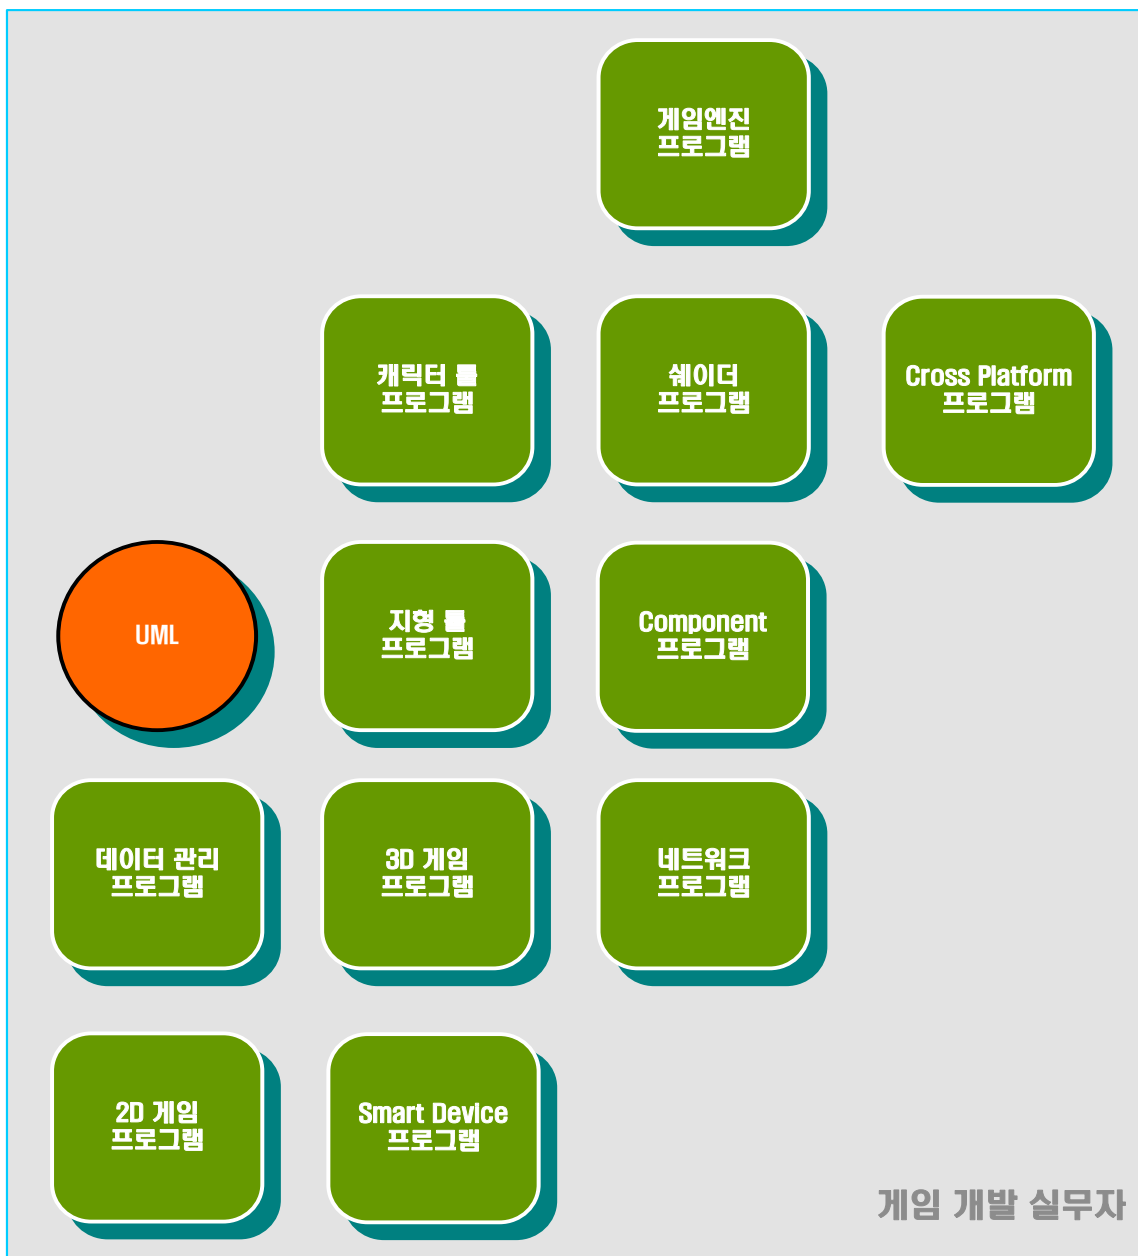 게임엔진
프로그램
캐릭터 툴
프로그램
쉐이더
프로그램
Cross Platform
프로그램
UML
지형 툴
프로그램
Component
프로그램
데이터 관리
프로그램
3D 게임
프로그램
네트워크
프로그램
2D 게임
프로그램
Smart Device
프로그램
게임 개발 실무자